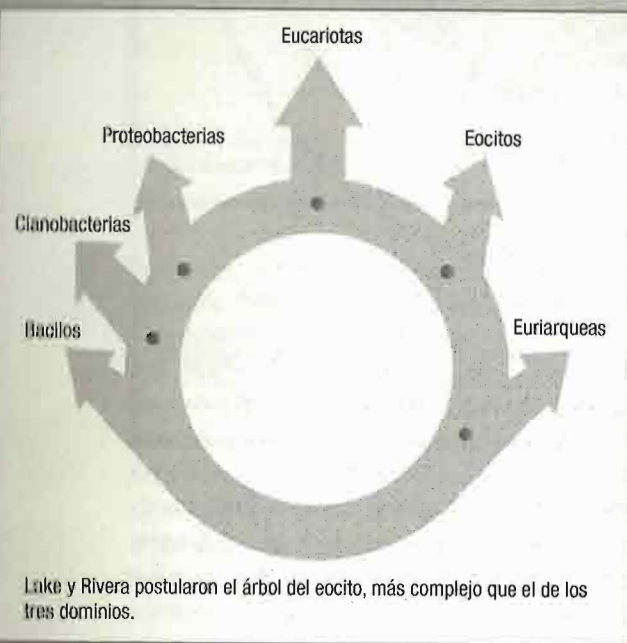 Eucariotas
Proteobacterias
Eocitos
Cianobacterias
Bacilos
Euriarqueas
Lake y Rivera postularon el árbol del eocito, más complejo que el de los
tres dominios.